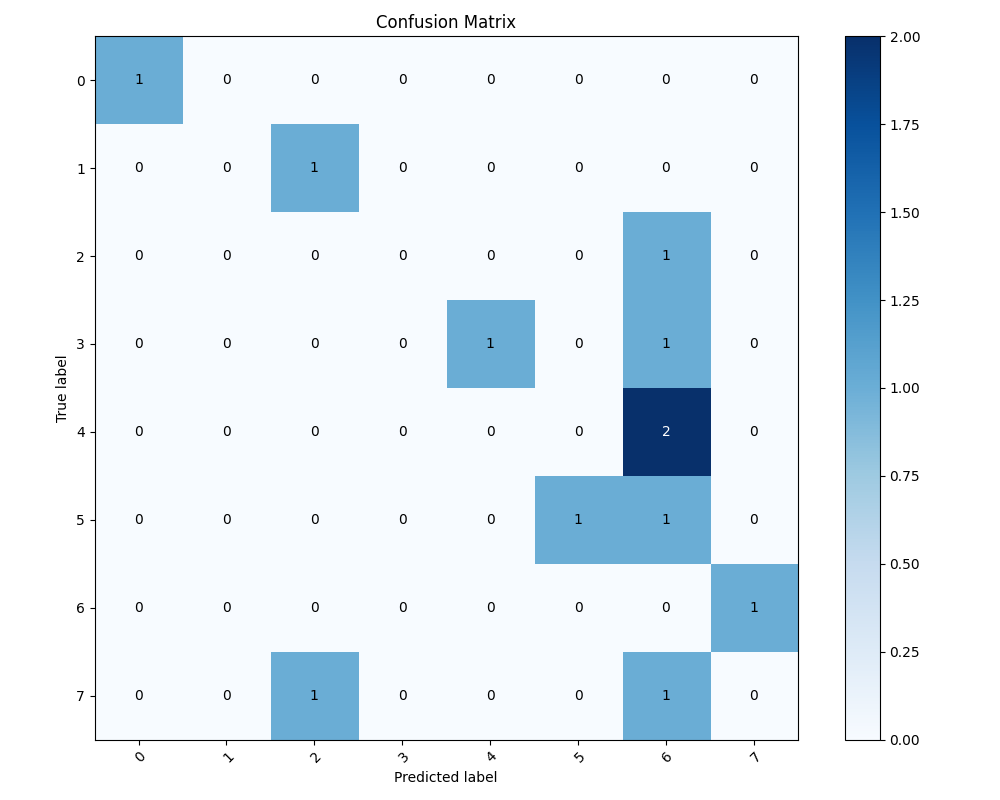 Confusion Matrix
0 1 0 0 0 0 0 0 0
1 0 0 1 0 0 0 0 0
2 0 0 0 0 0 0 1 0
3 0 0 0 0 1 0 1 0
4 0 0 0 0 0 0 2 0
5 0 0 0 0 0 1 1 0
6 0 0 0 0 0 0 0 1
7 0 0 1 0 0 0 1 0
0 1 2 3 4 5 6 7
Predicted label
True label
2.00
1.75
1.50
1.25
1.00
0.75
0.50
0.25
0.00